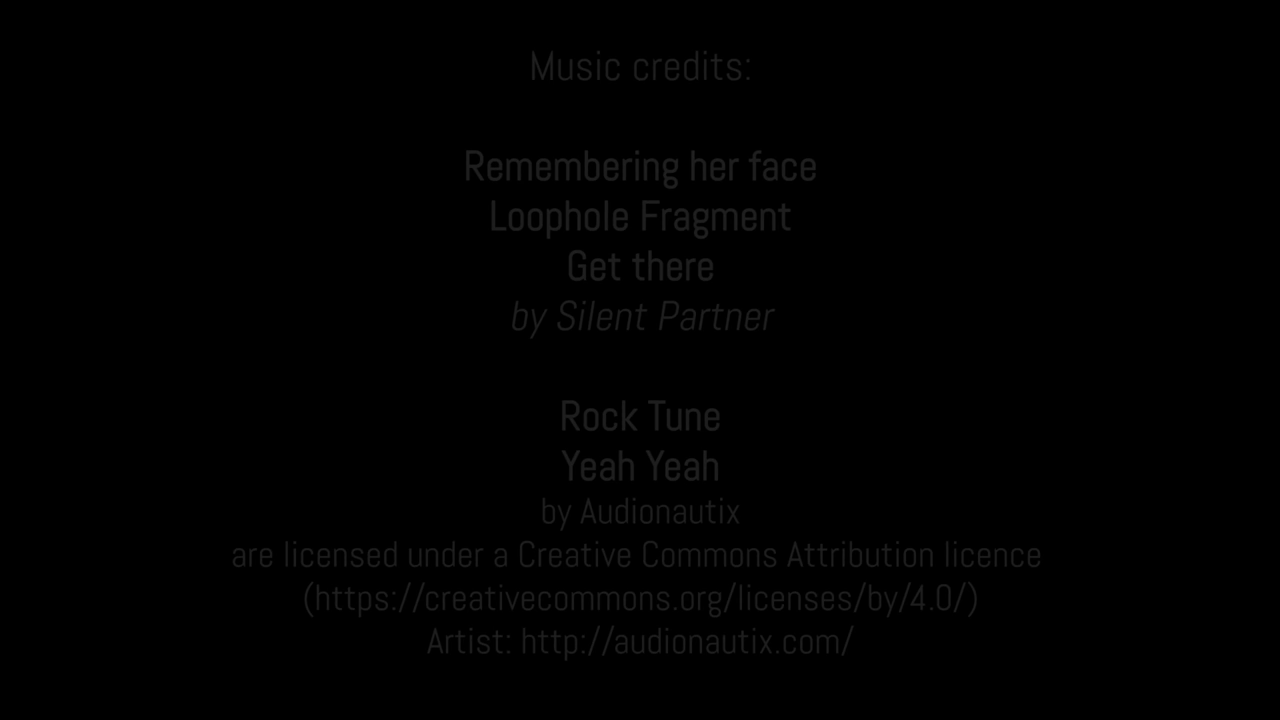 Music credits:
Remembering her face
Loophole Fragment
Get there
by Silent Partner
Rock Tune
Yeah Yeah
by Audionautix
are licensed under a Creative Commons Attribution licence
(https://creativecommons.org/licenses/by/4.0/)
Artist: http://audionautix.com/